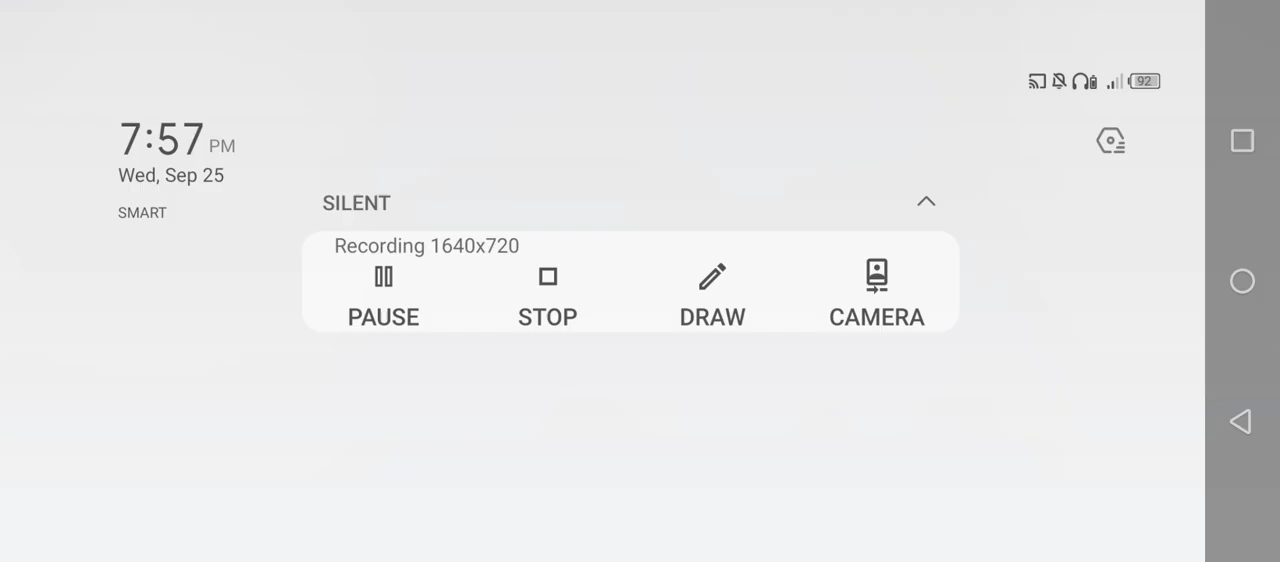 92
7:57 PM
Wed, Sep 25
SMART
SILENT
Recording 1640x720
PAUSE STOP DRAW CAMERA